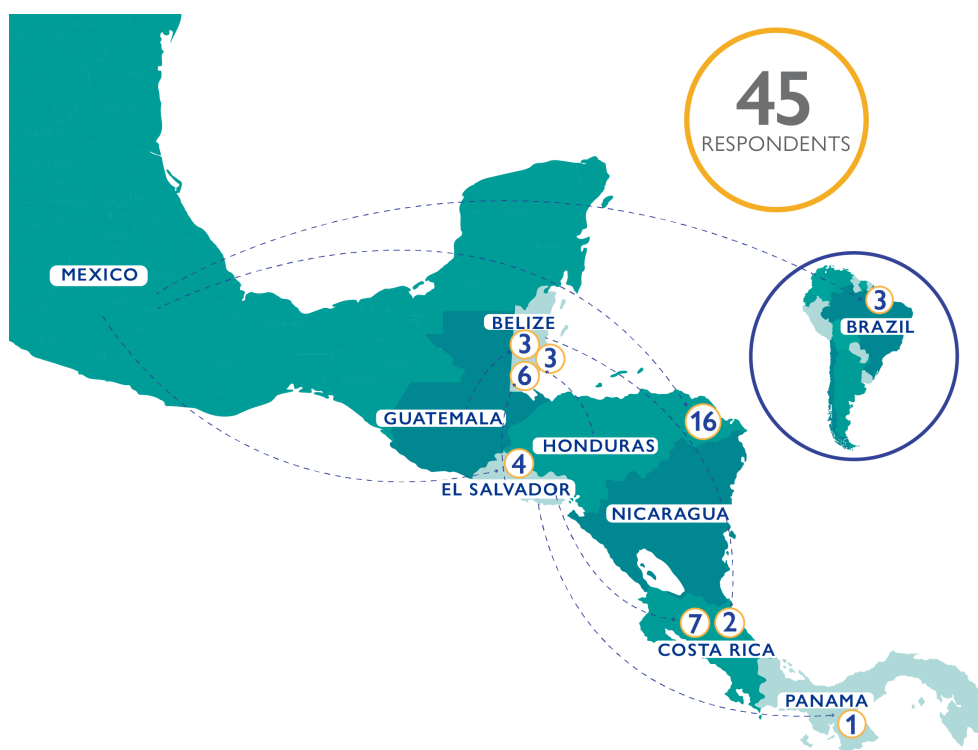 45
RESPONDENTS
MEXICO
3
BRAZIL
BELIZE
3
3
6
GUATEMALA
16
HONDURAS
4
EL SALVADOR
NICARAGUA
7
2
COSTA RICA
PANAMA
1